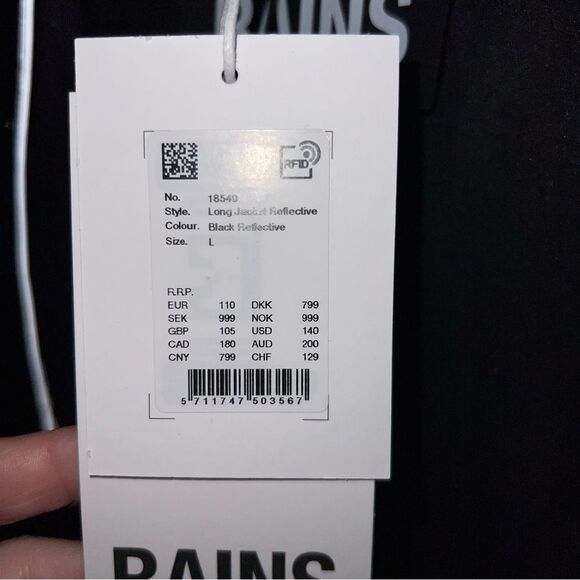 RAINS
RFID
No. 18540
Style. Long Jacket Reflective
Colour. Black Reflective
Size. L
R.R.P.
EUR 110 DKK 799
SEK 999 NOK 999
GBP 105 USD 140
CAD 180 AUD 200
CNY 799 CHF 129
5 711747 503567
RAINS